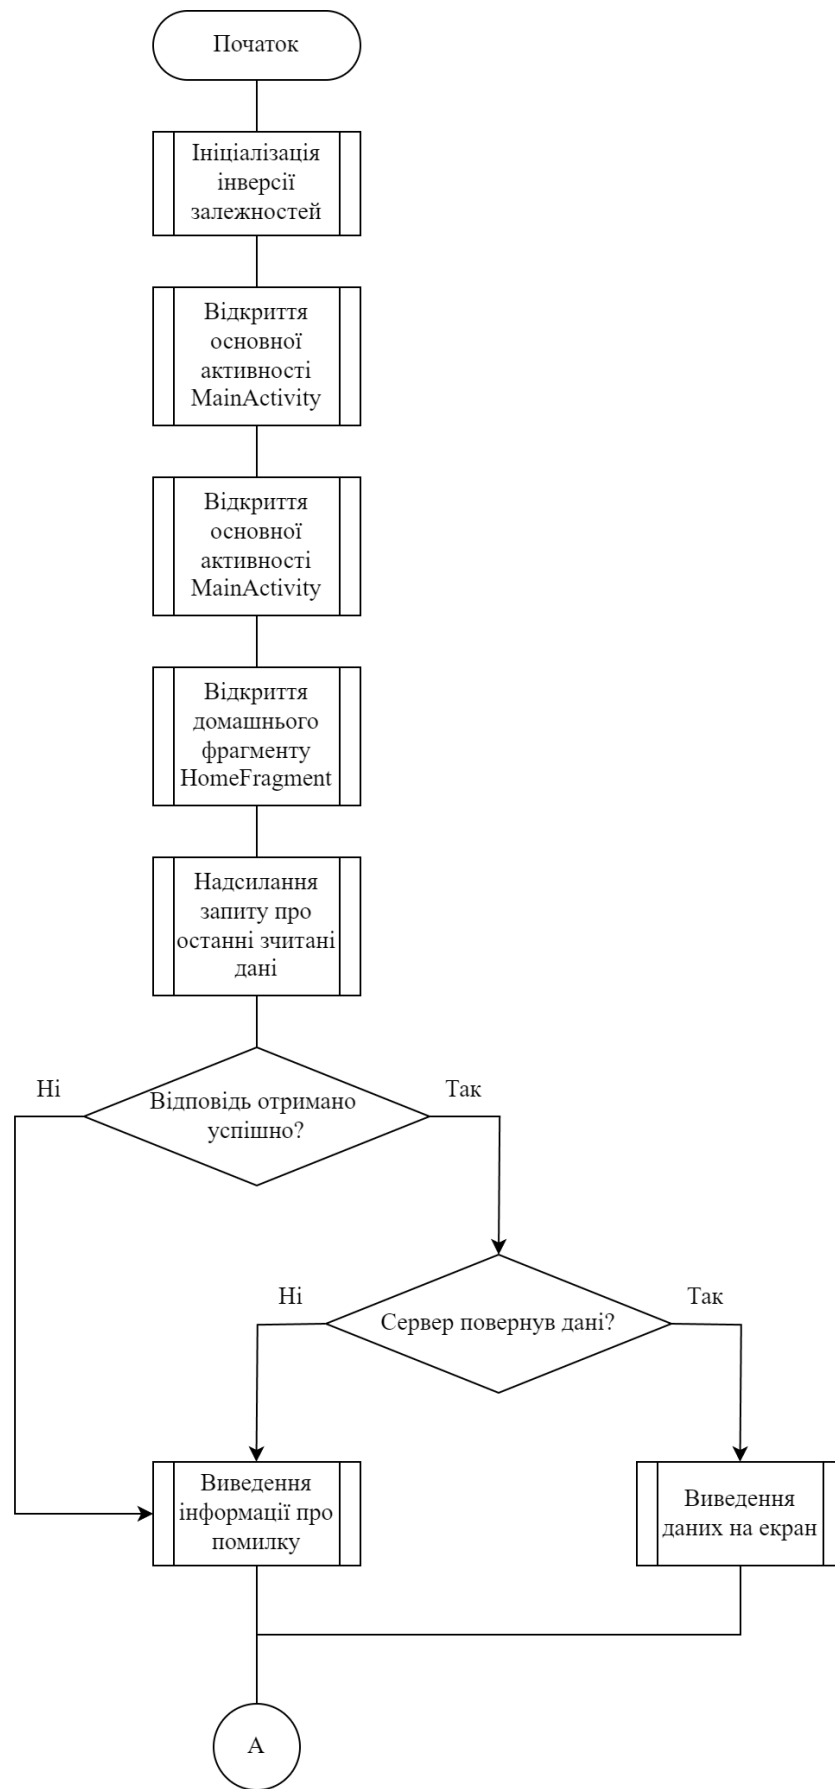 Початок
Ініціалізація
інверсії
залежностей
Відкриття
основної
активності
MainActivity
Відкриття
основної
активності
MainActivity
Відкриття
домашнього
фрагменту
HomeFragment
Надсилання
запиту про
останні зчитані
дані
Ні
Так
Відповідь отримано
успішно?
Ні
Так
Сервер повернув дані?
Виведення
інформації про
помилку
Виведення
даних на екран
А